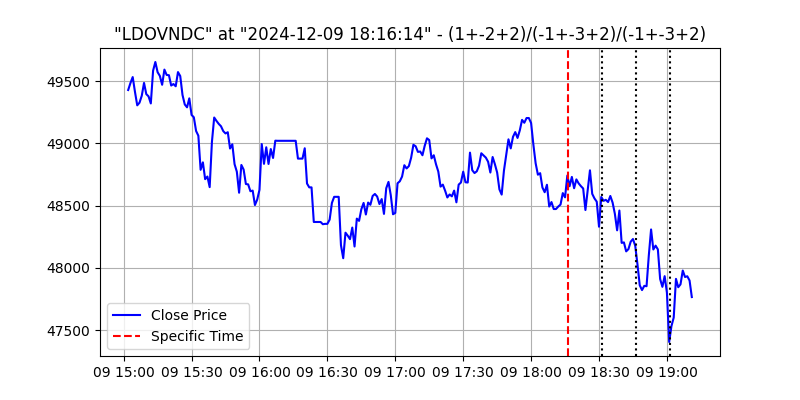 "LDOVNDC" at "2024-12-09 18:16:14" - (1+-2+2)/(-1+-3+2)/(-1+-3+2)
49500
49000
48500
48000
47500
Close Price
Specific Time
09 15:00 09 15:30 09 16:00 09 16:30 09 17:00 09 17:30 09 18:00 09 18:30 09 19:00